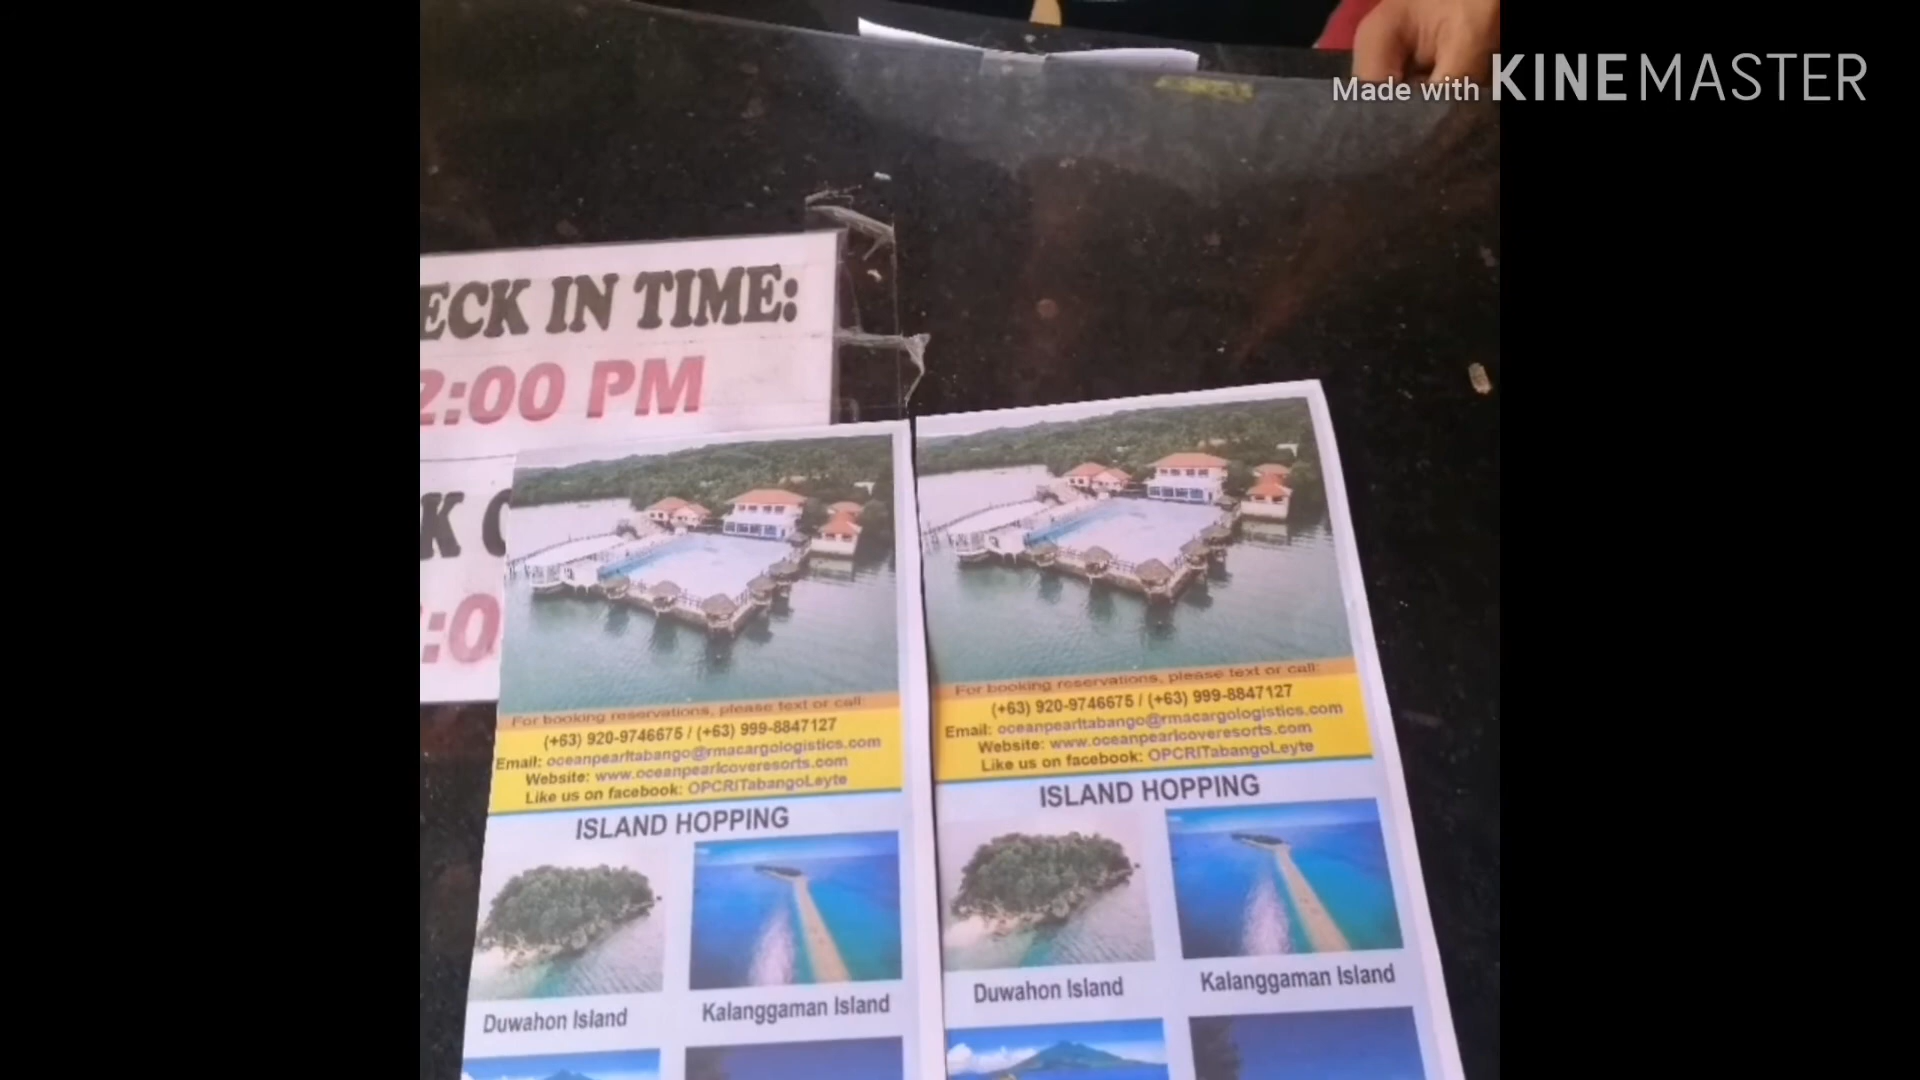 Made with KINEMASTER
ECK IN TIME:
2:00 PM
K
:0
For booking reservations, please text or call:
(+63) 920-9746675 / (+63) 999-8847127
Email: oceanpearltabango@rmacargologistics.com
Website: www.oceanpearlcoveresorts.com
Like us on facebook: OPCRITabangoLeyte
ISLAND HOPPING
Duwahon Island
Kalanggaman Island
For booking reservations, please text or call:
(+63) 920-9746675 / (+63) 999-8847127
Email: oceanpearltabango@rmacargologistics.com
Website: www.oceanpearlcoveresorts.com
Like us on facebook: OPCRITabangoLeyte
ISLAND HOPPING
Duwahon Island
Kalanggaman Island